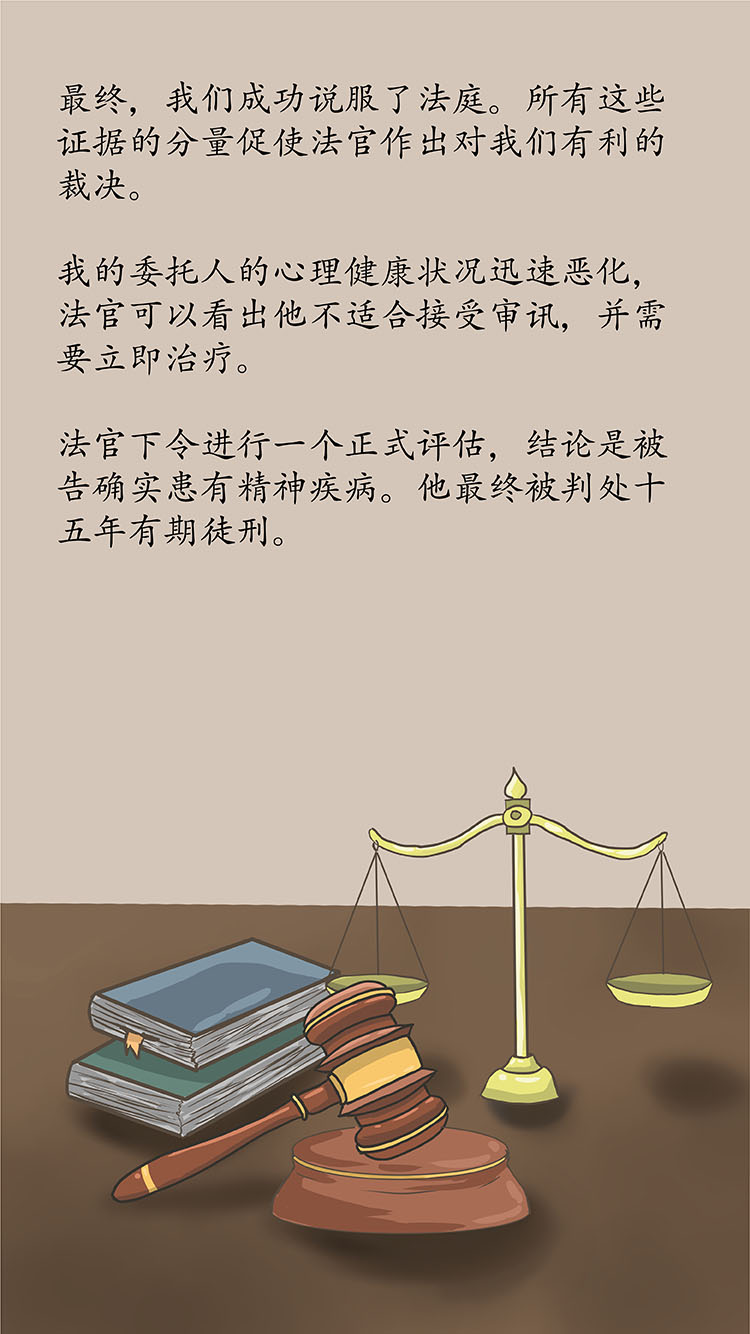 最终，我们成功说服了法庭。所有这些
证据的分量促使法官作出对我们有利的
裁决。
我的委托人的心理健康状况迅速恶化，
法官可以看出他不适合接受审讯，并需
要立即治疗。
法官下令进行一个正式评估，结论是被
告确实患有精神疾病。他最终被判处十
五年有期徒刑。